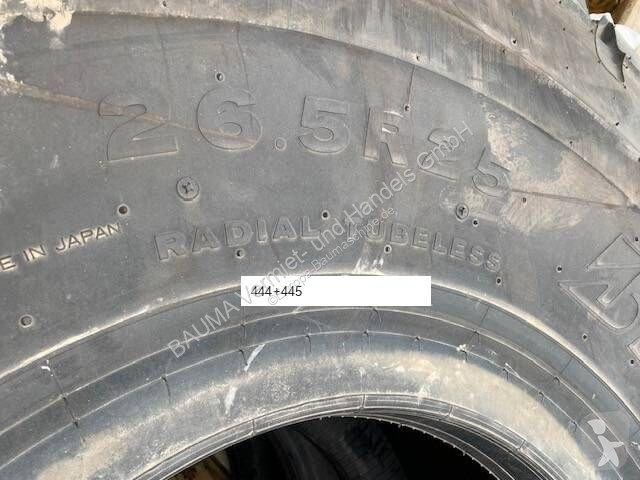 26.5R25
E IN JAPAN
RADIAL TUBELESS
444+445
BAUMA Vermiet- und Handels GmbH